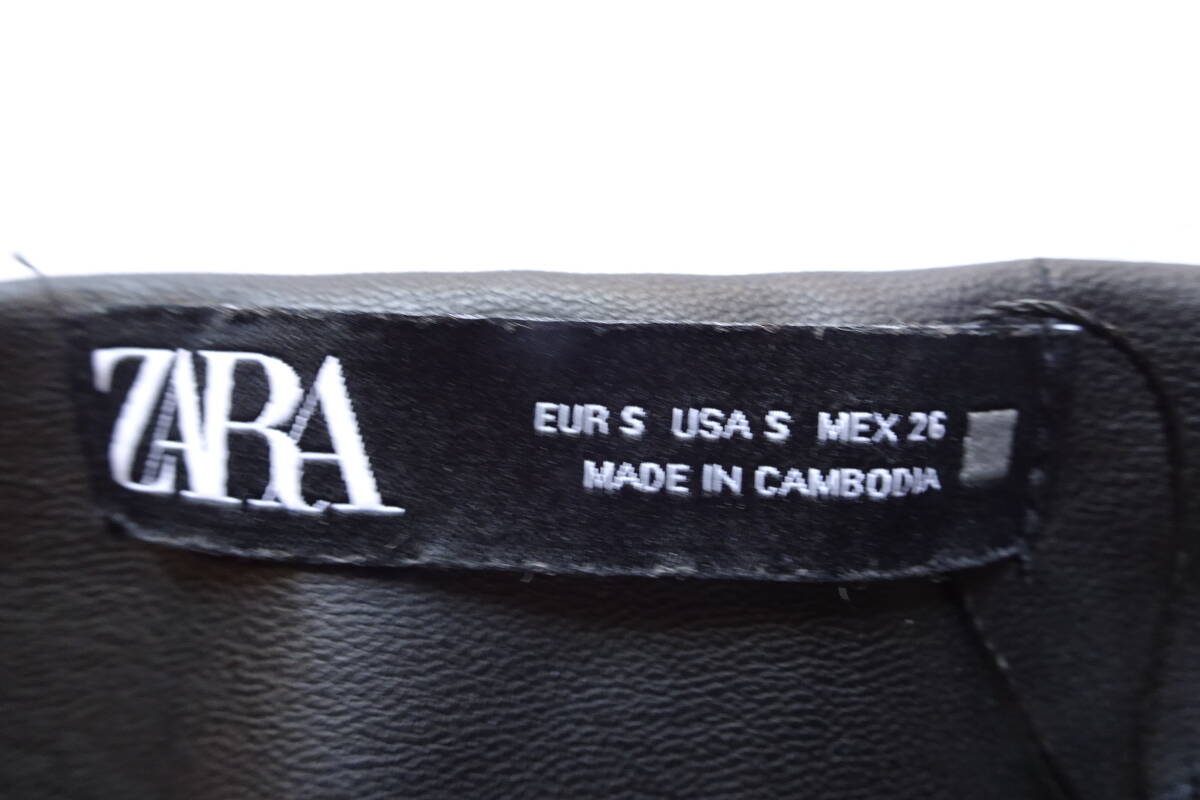 ZARA
EUR S USA S MEX 26
MADE IN CAMBODIA